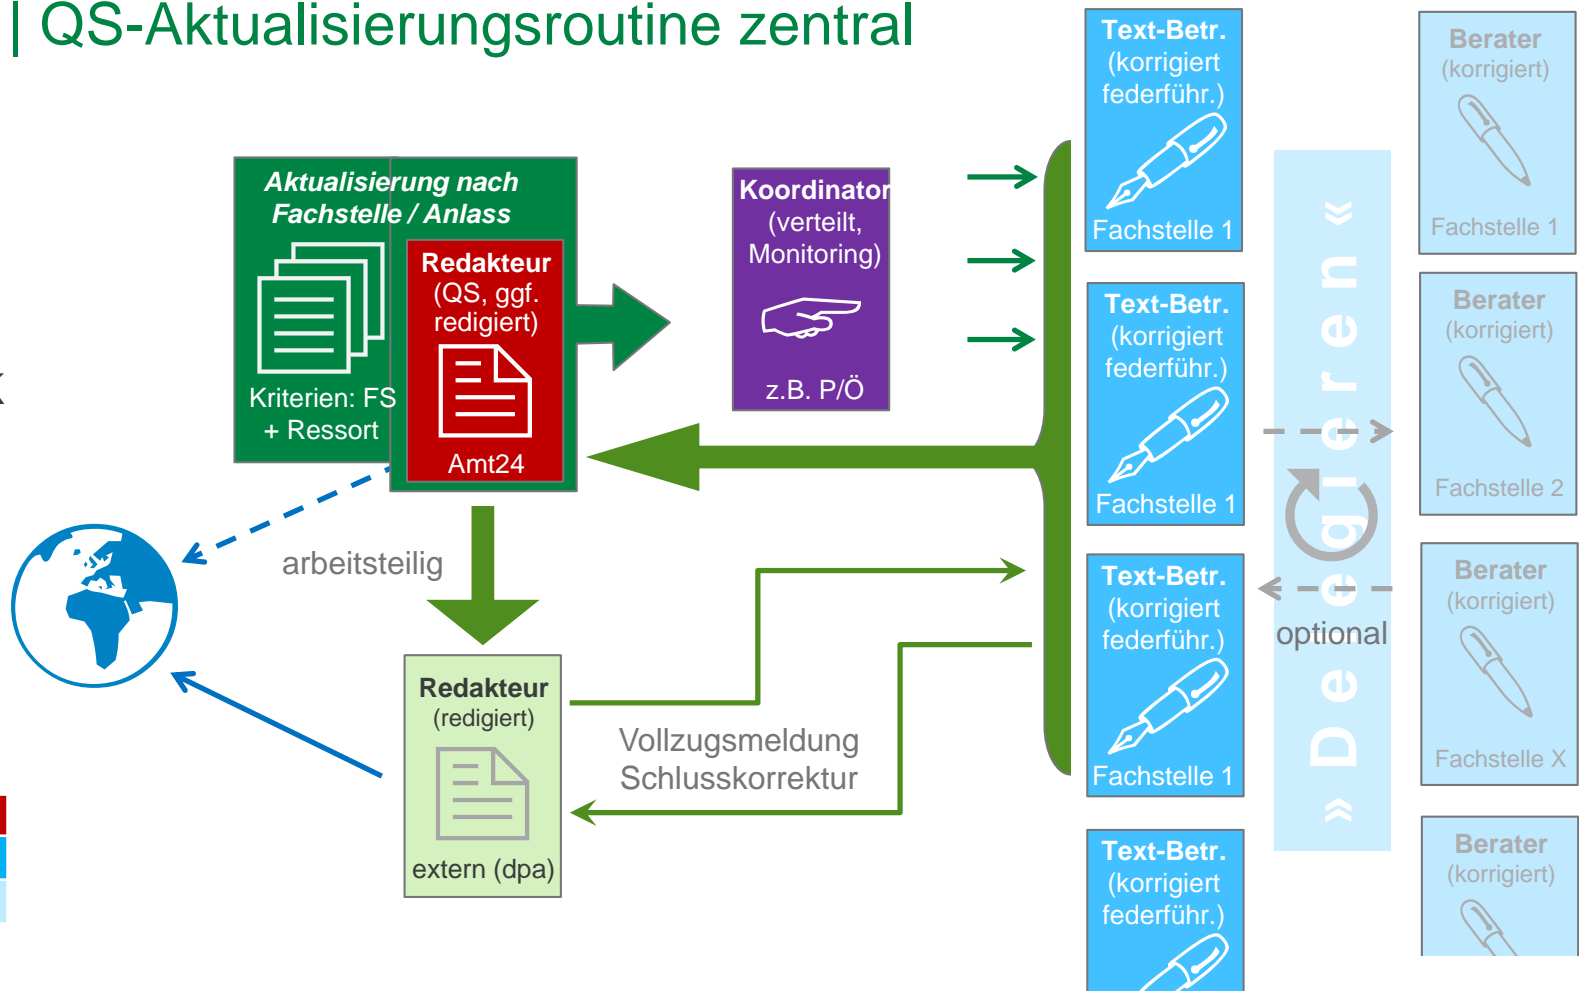 | QS-Aktualisierungsroutine zentral
Aktualisierung nach
Fachstelle / Anlass
Kriterien: FS
+ Ressort
Redakteur
(QS, ggf.
redigiert)
Amt24
Koordinator
(verteilt,
Monitoring)
z.B. P/Ö
arbeitsteilig
Redakteur
(redigiert)
extern (dpa)
Vollzugsmeldung
Schlusskorrektur
Text-Betr.
(korrigiert
federführ.)
Fachstelle 1
Text-Betr.
(korrigiert
federführ.)
Fachstelle 1
Text-Betr.
(korrigiert
federführ.)
Fachstelle 1
Text-Betr.
(korrigiert
federführ.)
» Delegieren «
optional
Berater
(korrigiert)
Fachstelle 1
Berater
(korrigiert)
Fachstelle 2
Berater
(korrigiert)
Fachstelle X
Berater
(korrigiert)